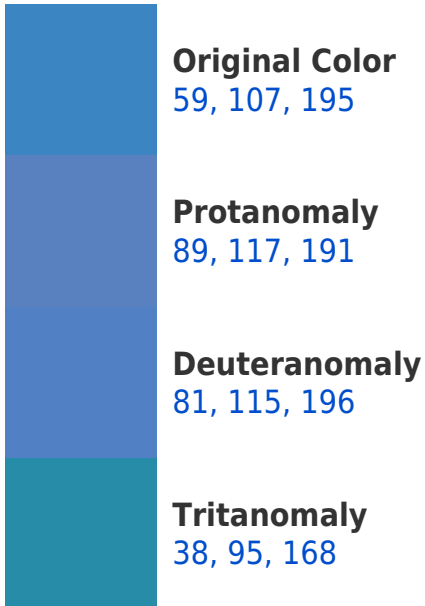 Original Color
59, 107, 195
Protanomaly
89, 117, 191
Deuteranomaly
81, 115, 196
Tritanomaly
38, 95, 168